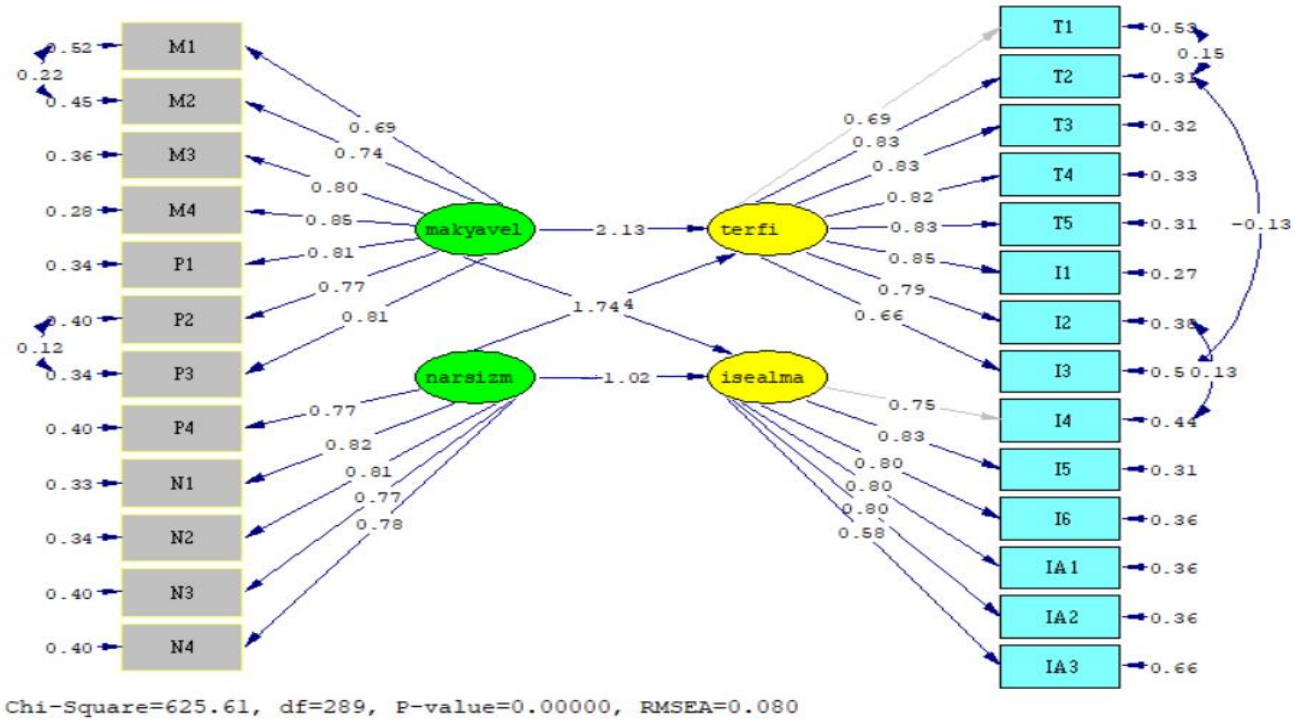 0.52 M1
0.22
0.45 M2
0.36 M3
0.28 M4
0.34 P1
0.40 P2
0.12
0.34 P3
0.40 P4
0.33 N1
0.34 N2
0.40 N3
0.40 N4
0.69
0.74
0.80
0.85
0.81
0.77
0.81
0.77
0.82
0.81
0.77
0.78
makyavel
narsizm
2.13
1.744
-1.02
terfi
isealma
0.69
0.83
0.83
0.82
0.83
0.85
0.79
0.66
0.75
0.83
0.80
0.80
0.80
0.58
T1 0.53
0.15
T2 0.31
T3 0.32
T4 0.33
T5 0.31
-0.13
I1 0.27
I2 0.38
I3 0.5
0.13
I4 0.44
I5 0.31
I6 0.36
IA1 0.36
IA2 0.36
IA3 0.66
Chi-Square=625.61, df=289, P-value=0.00000, RMSEA=0.080